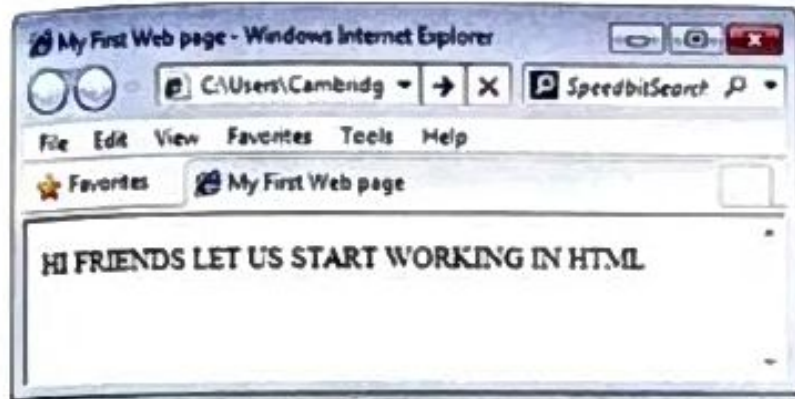 My First Web page - Windows Internet Explorer
C:\Users\Cambridg
SpeedbitSearch
File Edit View Favorites Tools Help
Favorites
My First Web page
HI FRIENDS LET US START WORKING IN HTML